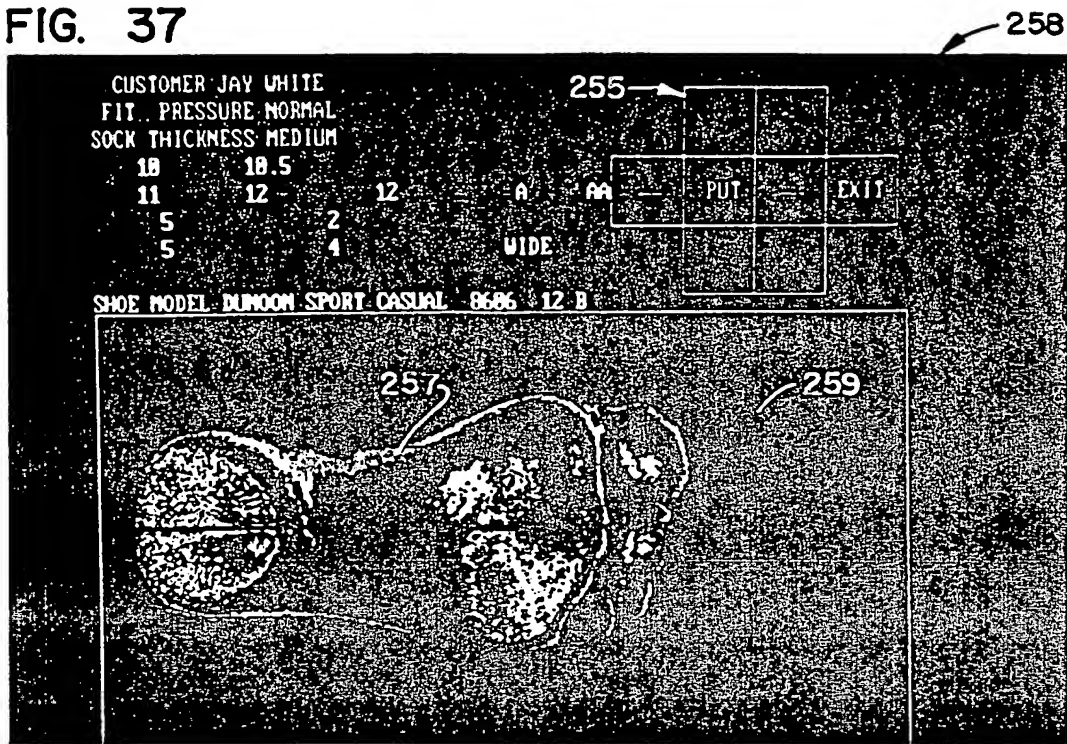 FIG. 37
258
CUSTOMER JAY WHITE
FIT.. PRESSURE NORMAL
SOCK THICKNESS MEDIUM
255
10 10.5
11 12 12 A AA — PUT — EXIT
5 2
5 4 WIDE
SHOE MODEL DUNOON SPORT CASUAL 8606 12 B
257
259